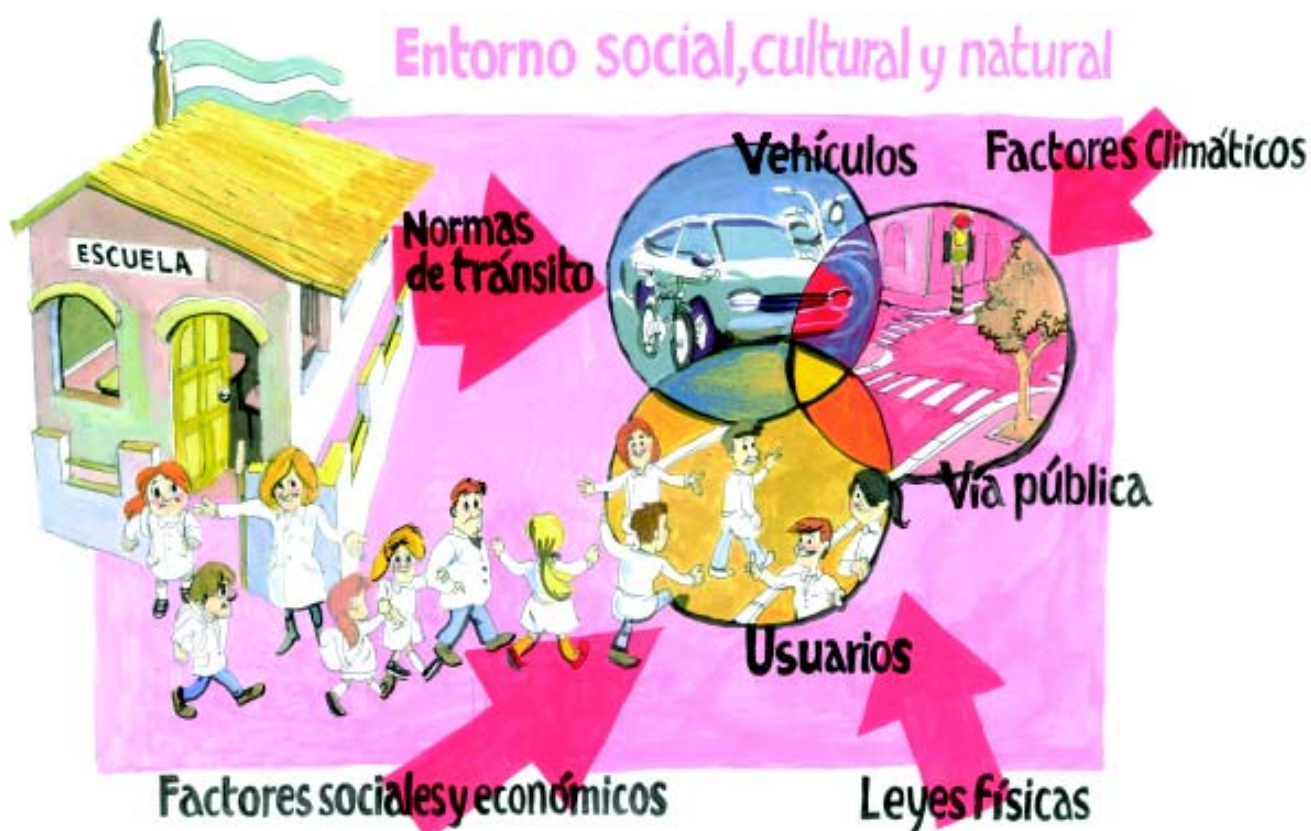 Entorno social, cultural y natural
Vehículos
Factores Climáticos
Normas
de tránsito
ESCUELA
Vía pública
Usuarios
Factores sociales y económicos
Leyes físicas